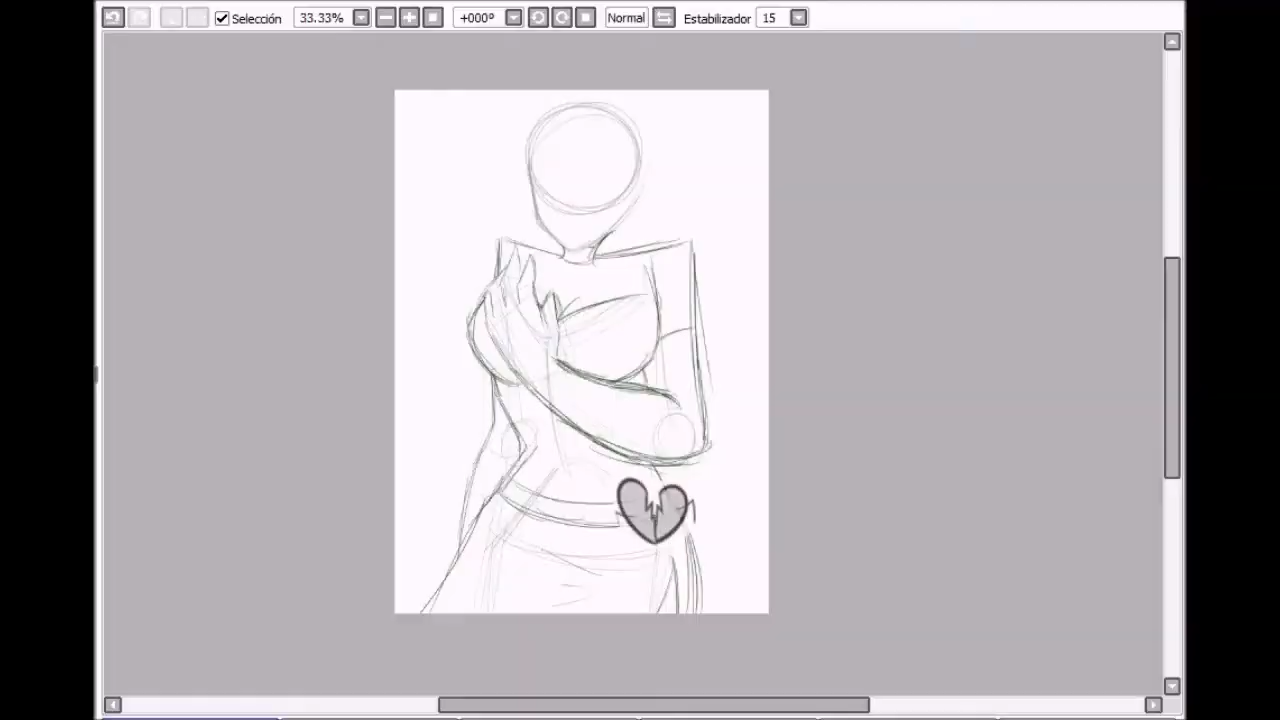 Selección 33.33% +000º Normal Estabilizador 15